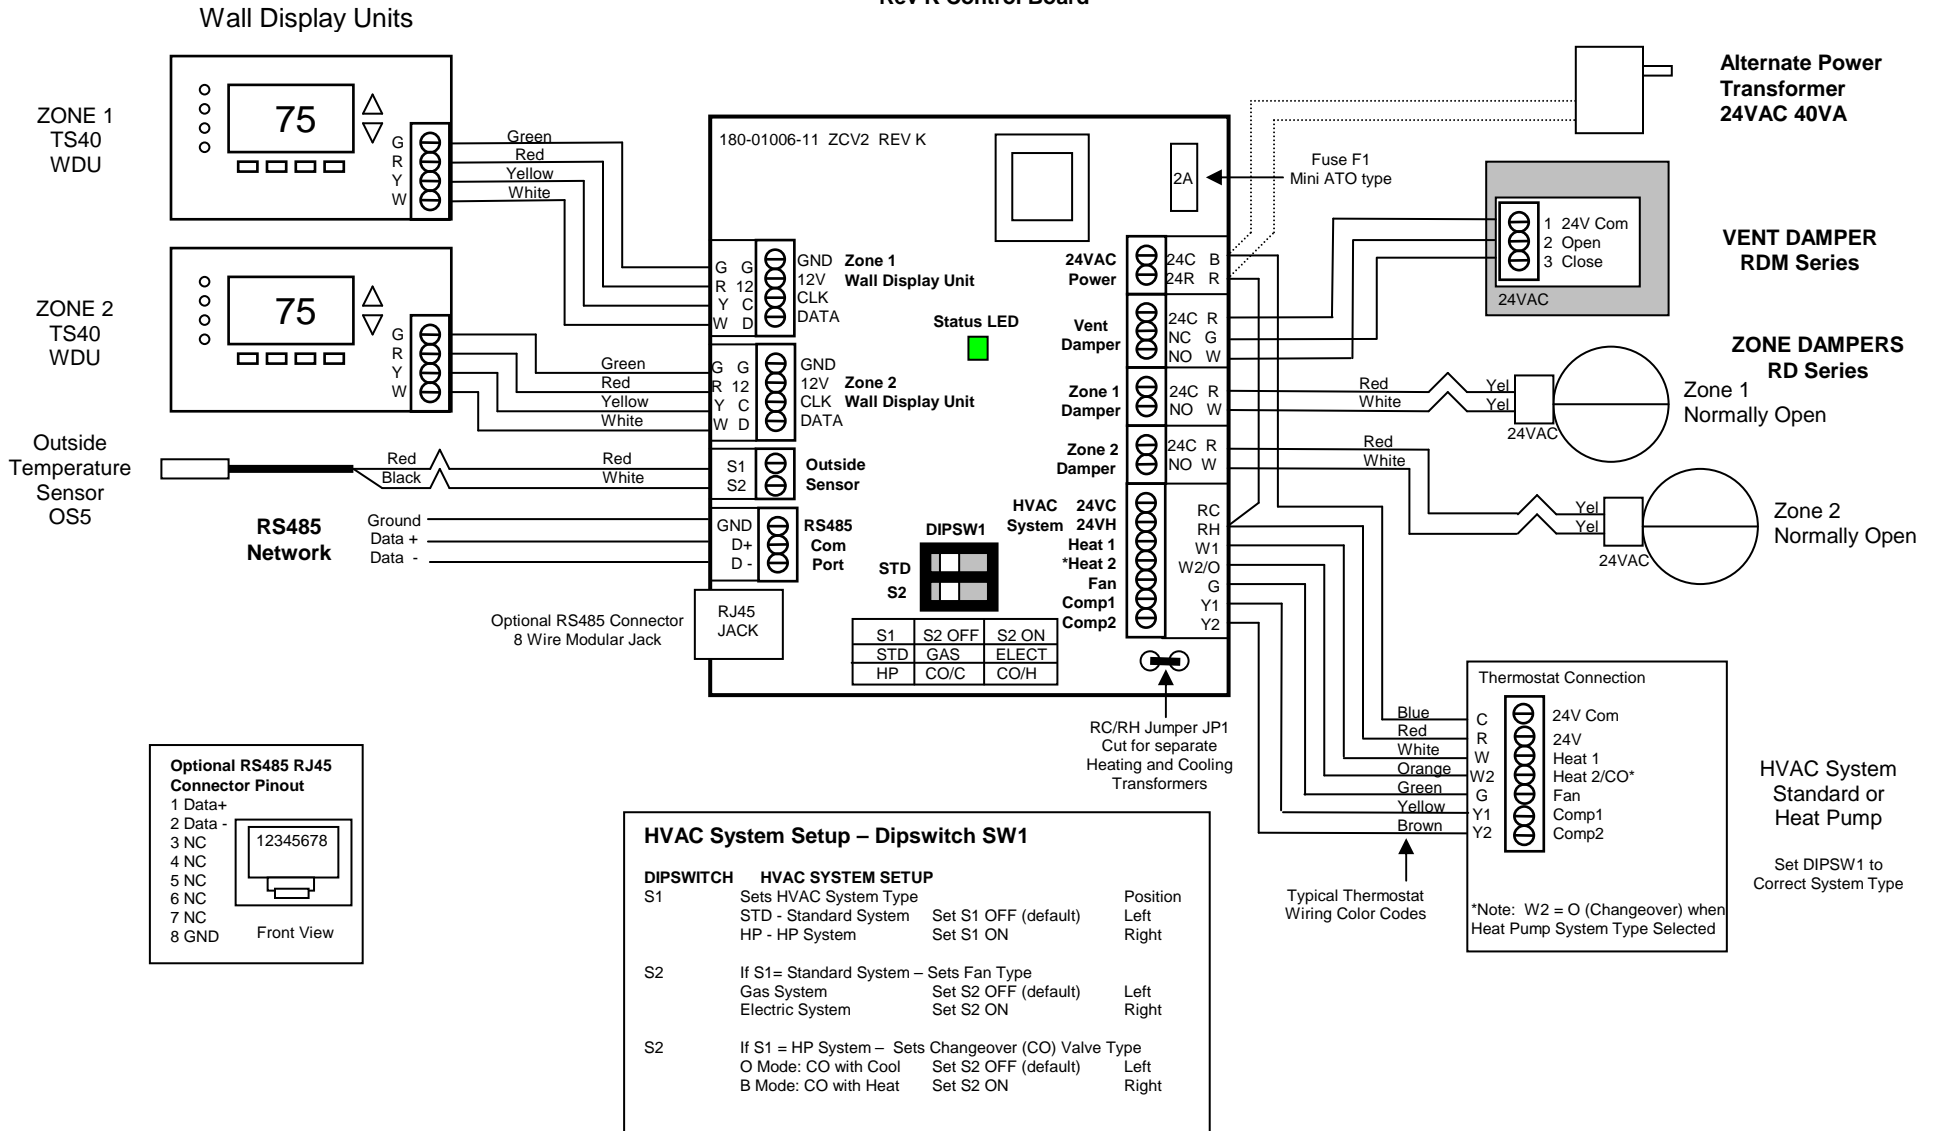 Rev K Control Board
Wall Display Units
ZONE 1
TS40
WDU
75
G
R
Y
W
Green
Red
Yellow
White
ZONE 2
TS40
WDU
75
G
R
Y
W
Green
Red
Yellow
White
Outside
Temperature
Sensor
OS5
Red Red
Black White
RS485
Network
Ground
Data +
Data -
Optional RS485 Connector
8 Wire Modular Jack
RJ45
JACK
180-01006-11 ZCV2 REV K
2A
Fuse F1
Mini ATO type
G G GND Zone 1
R 12 12V Wall Display Unit
Y C CLK
W D DATA
G G GND
R 12 12V Zone 2
Y C CLK Wall Display Unit
W D DATA
S1 Outside
S2 Sensor
GND RS485
D+ Com
D - Port
Status LED
DIPSW1
STD
S2
S1 S2 OFF S2 ON
STD GAS ELECT
HP CO/C CO/H
24VAC 24C B
Power 24R R
Vent
Damper
24C R
NC G
NO W
Zone 1 24C R
Damper NO W
Zone 2 24C R
Damper NO W
HVAC 24VC RC
System 24VH RH
Heat 1 W1
*Heat 2 W2/O
Fan G
Comp1 Y1
Comp2 Y2
RC/RH Jumper JP1
Cut for separate
Heating and Cooling
Transformers
Alternate Power
Transformer
24VAC 40VA
1 24V Com
2 Open
3 Close
24VAC
VENT DAMPER
RDM Series
ZONE DAMPERS
RD Series
Red Yel
White Yel
24VAC
Zone 1
Normally Open
Red Yel
White Yel
24VAC
Zone 2
Normally Open
Thermostat Connection
Blue C 24V Com
Red R 24V
White W Heat 1
Orange W2 Heat 2/CO*
Green G Fan
Yellow Y1 Comp1
Brown Y2 Comp2
Typical Thermostat
Wiring Color Codes
*Note: W2 = O (Changeover) when
Heat Pump System Type Selected
HVAC System
Standard or
Heat Pump
Set DIPSW1 to
Correct System Type
Optional RS485 RJ45
Connector Pinout
1 Data+
2 Data -
3 NC
4 NC
5 NC
6 NC
7 NC
8 GND
12345678
Front View
HVAC System Setup – Dipswitch SW1
DIPSWITCH HVAC SYSTEM SETUP
S1 Sets HVAC System Type Position
STD - Standard System Set S1 OFF (default) Left
HP - HP System Set S1 ON Right
S2 If S1= Standard System – Sets Fan Type
Gas System Set S2 OFF (default) Left
Electric System Set S2 ON Right
S2 If S1 = HP System – Sets Changeover (CO) Valve Type
O Mode: CO with Cool Set S2 OFF (default) Left
B Mode: CO with Heat Set S2 ON Right